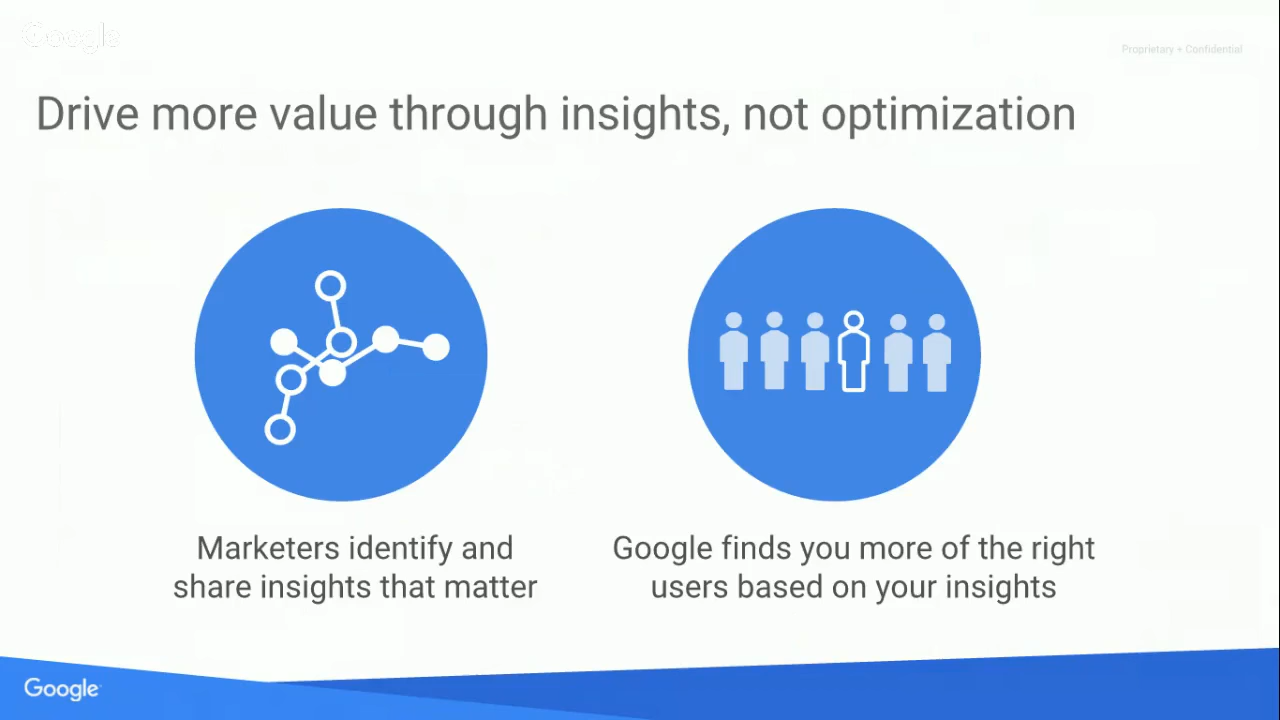 Google
Proprietary + Confidential
Drive more value through insights, not optimization
Marketers identify and
share insights that matter
Google finds you more of the right
users based on your insights
Google